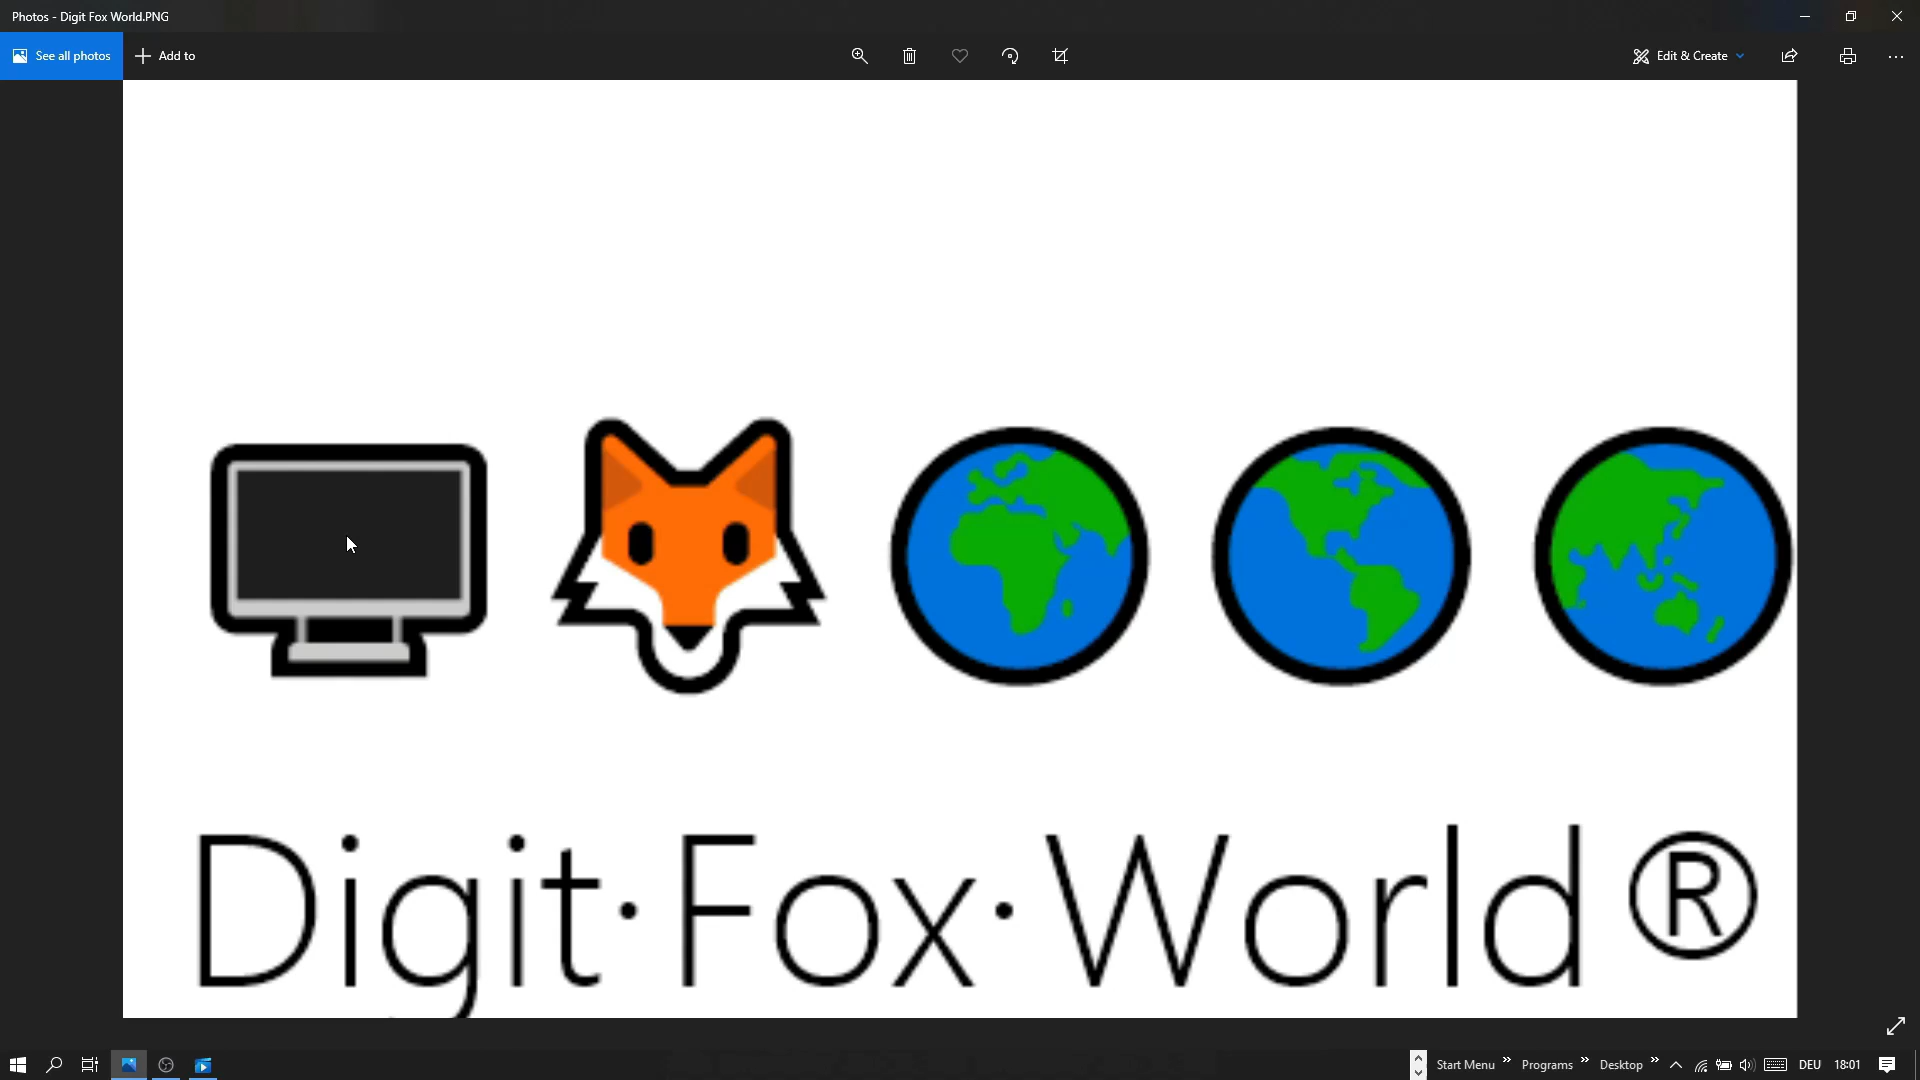 Photos - Digit Fox World.PNG
See all photos
Add to
Edit & Create
Digit·Fox·World®
Start Menu » Programs » Desktop » DEU 18:01